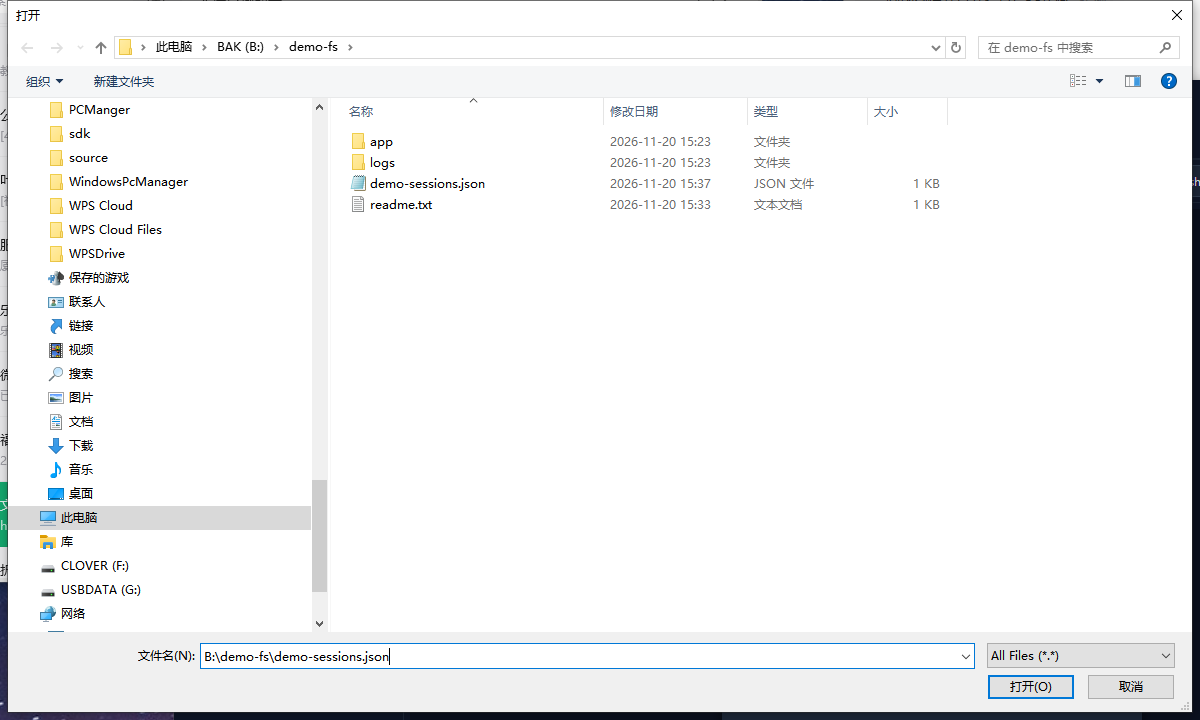 打开
此电脑 BAK (B:) demo-fs
在 demo-fs 中搜索
组织 新建文件夹
PCManger
sdk
source
WindowsPcManager
WPS Cloud
WPS Cloud Files
WPSDrive
保存的游戏
联系人
链接
视频
搜索
图片
文档
下载
音乐
桌面
此电脑
库
CLOVER (F:)
USBDATA (G:)
网络
名称 修改日期 类型 大小
app 2026-11-20 15:23 文件夹
logs 2026-11-20 15:23 文件夹
demo-sessions.json 2026-11-20 15:37 JSON 文件 1 KB
readme.txt 2026-11-20 15:33 文本文档 1 KB
文件名(N): B:\demo-fs\demo-sessions.json All Files (*.*)
打开(O) 取消